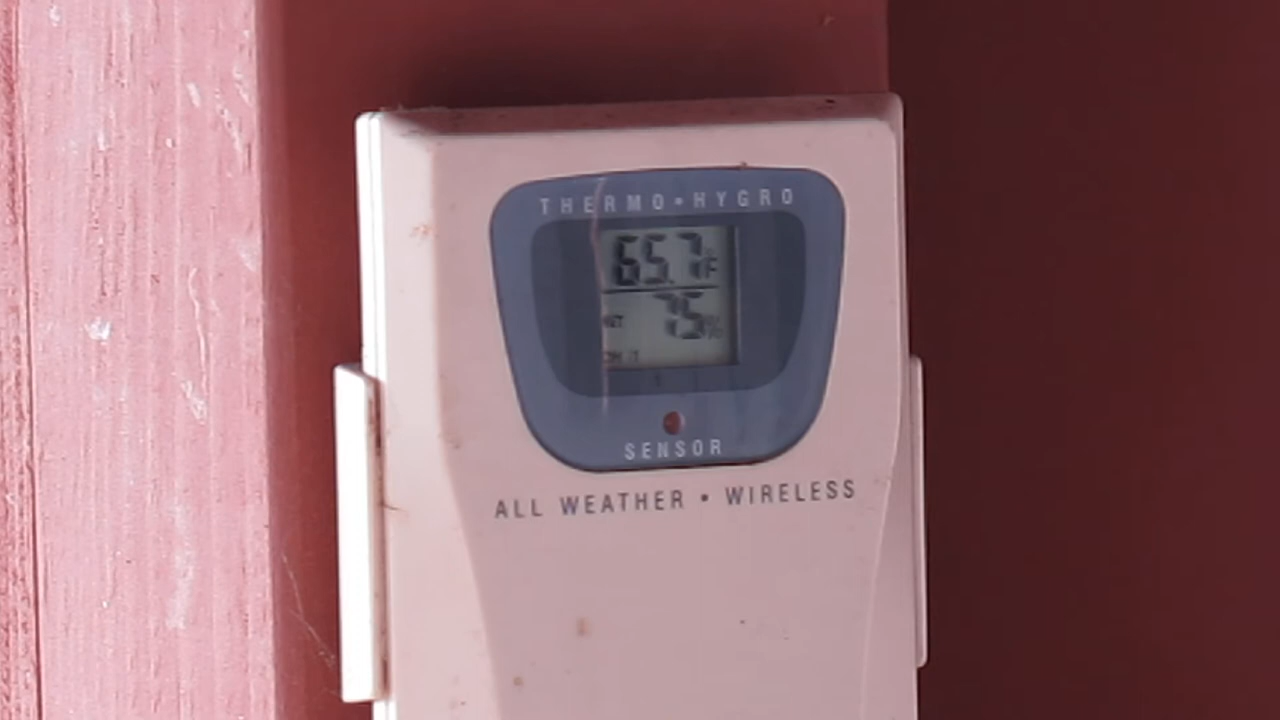 THERMO•HYGRO
65.7°F
75%
SENSOR
ALL WEATHER • WIRELESS